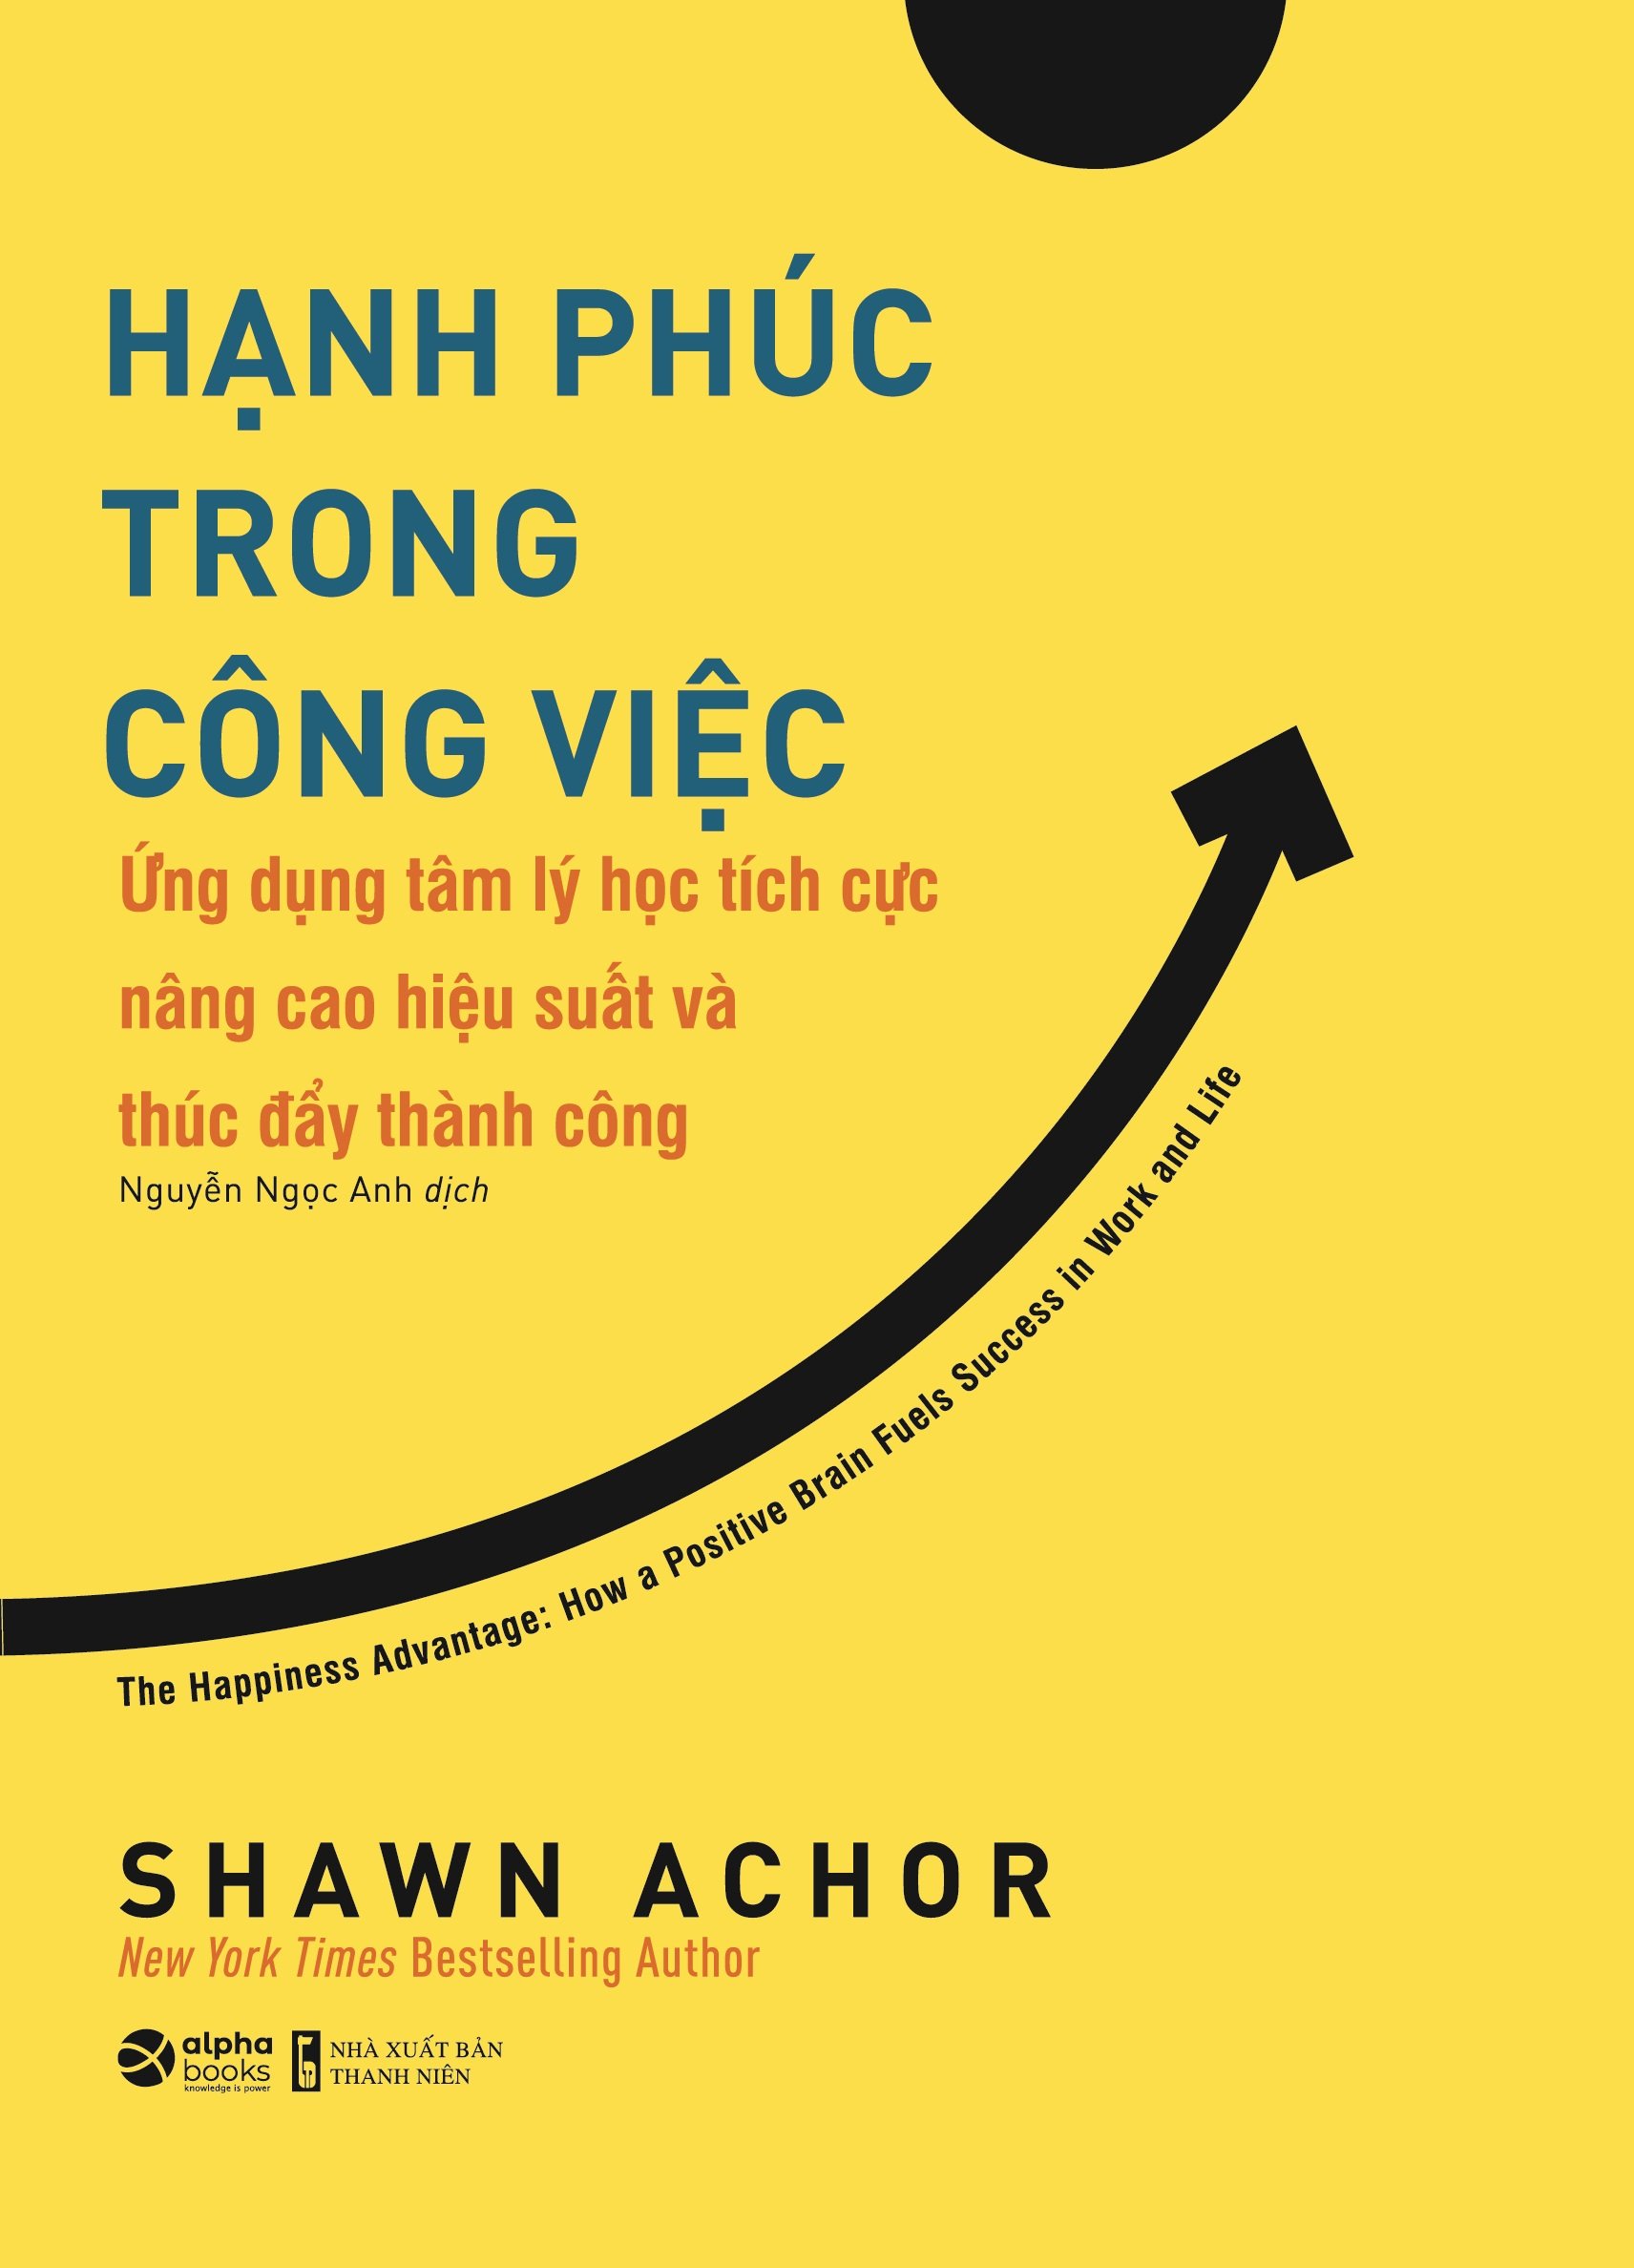 HẠNH PHÚC
TRONG
CÔNG VIỆC
Ứng dụng tâm lý học tích cực
nâng cao hiệu suất và
thúc đẩy thành công
Nguyễn Ngọc Anh dịch
The Happiness Advantage: How a Positive Brain Fuels Success in Work and Life
SHAWN ACHOR
New York Times Bestselling Author
alpha
books
knowledge is power
NHÀ XUẤT BẢN
THANH NIÊN